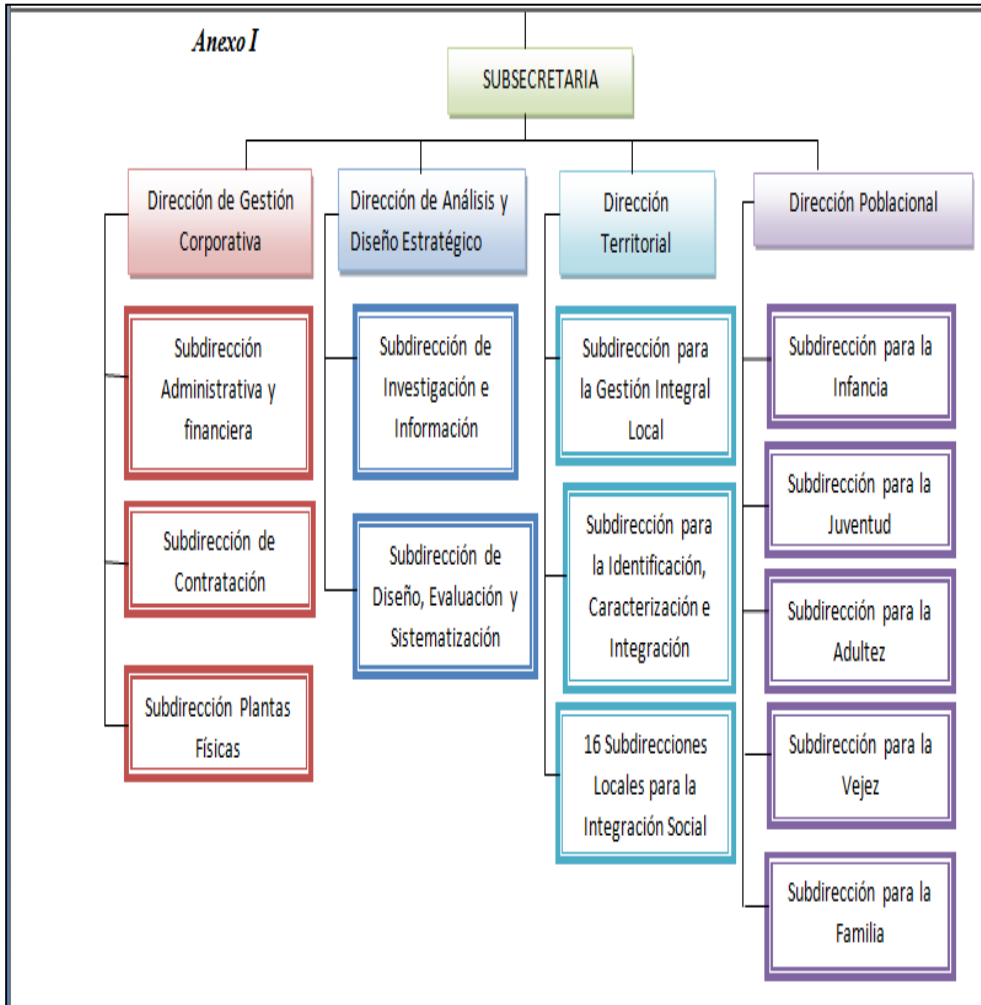 Anexo I
SUBSECRETARIA
Dirección de Gestión
Corporativa
Subdirección
Administrativa y
financiera
Subdirección de
Contratación
Subdirección Plantas
Físicas
Dirección de Análisis y
Diseño Estratégico
Subdirección de
Investigación e
Información
Subdirección de
Diseño, Evaluación y
Sistematización
Dirección
Territorial
Subdirección para
la Gestión Integral
Local
Subdirección para
la Identificación,
Caracterización e
Integración
16 Subdirecciones
Locales para la
Integración Social
Dirección Poblacional
Subdirección para la
Infancia
Subdirección para la
Juventud
Subdirección para la
Adultez
Subdirección para la
Vejez
Subdirección para la
Familia